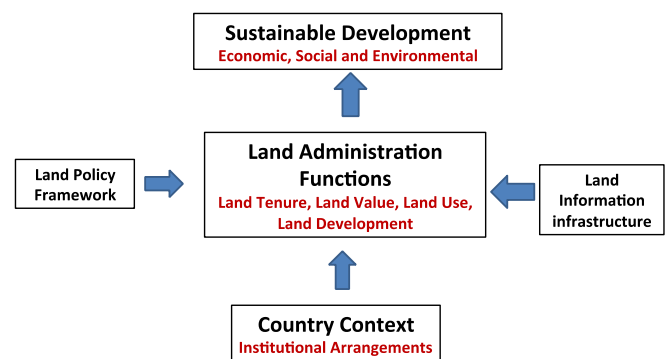 Sustainable Development
Economic, Social and Environmental
Land Administration
Functions
Land Tenure, Land Value, Land Use,
Land Development
Land Policy
Framework
Land
Information
infrastructure
Country Context
Institutional Arrangements